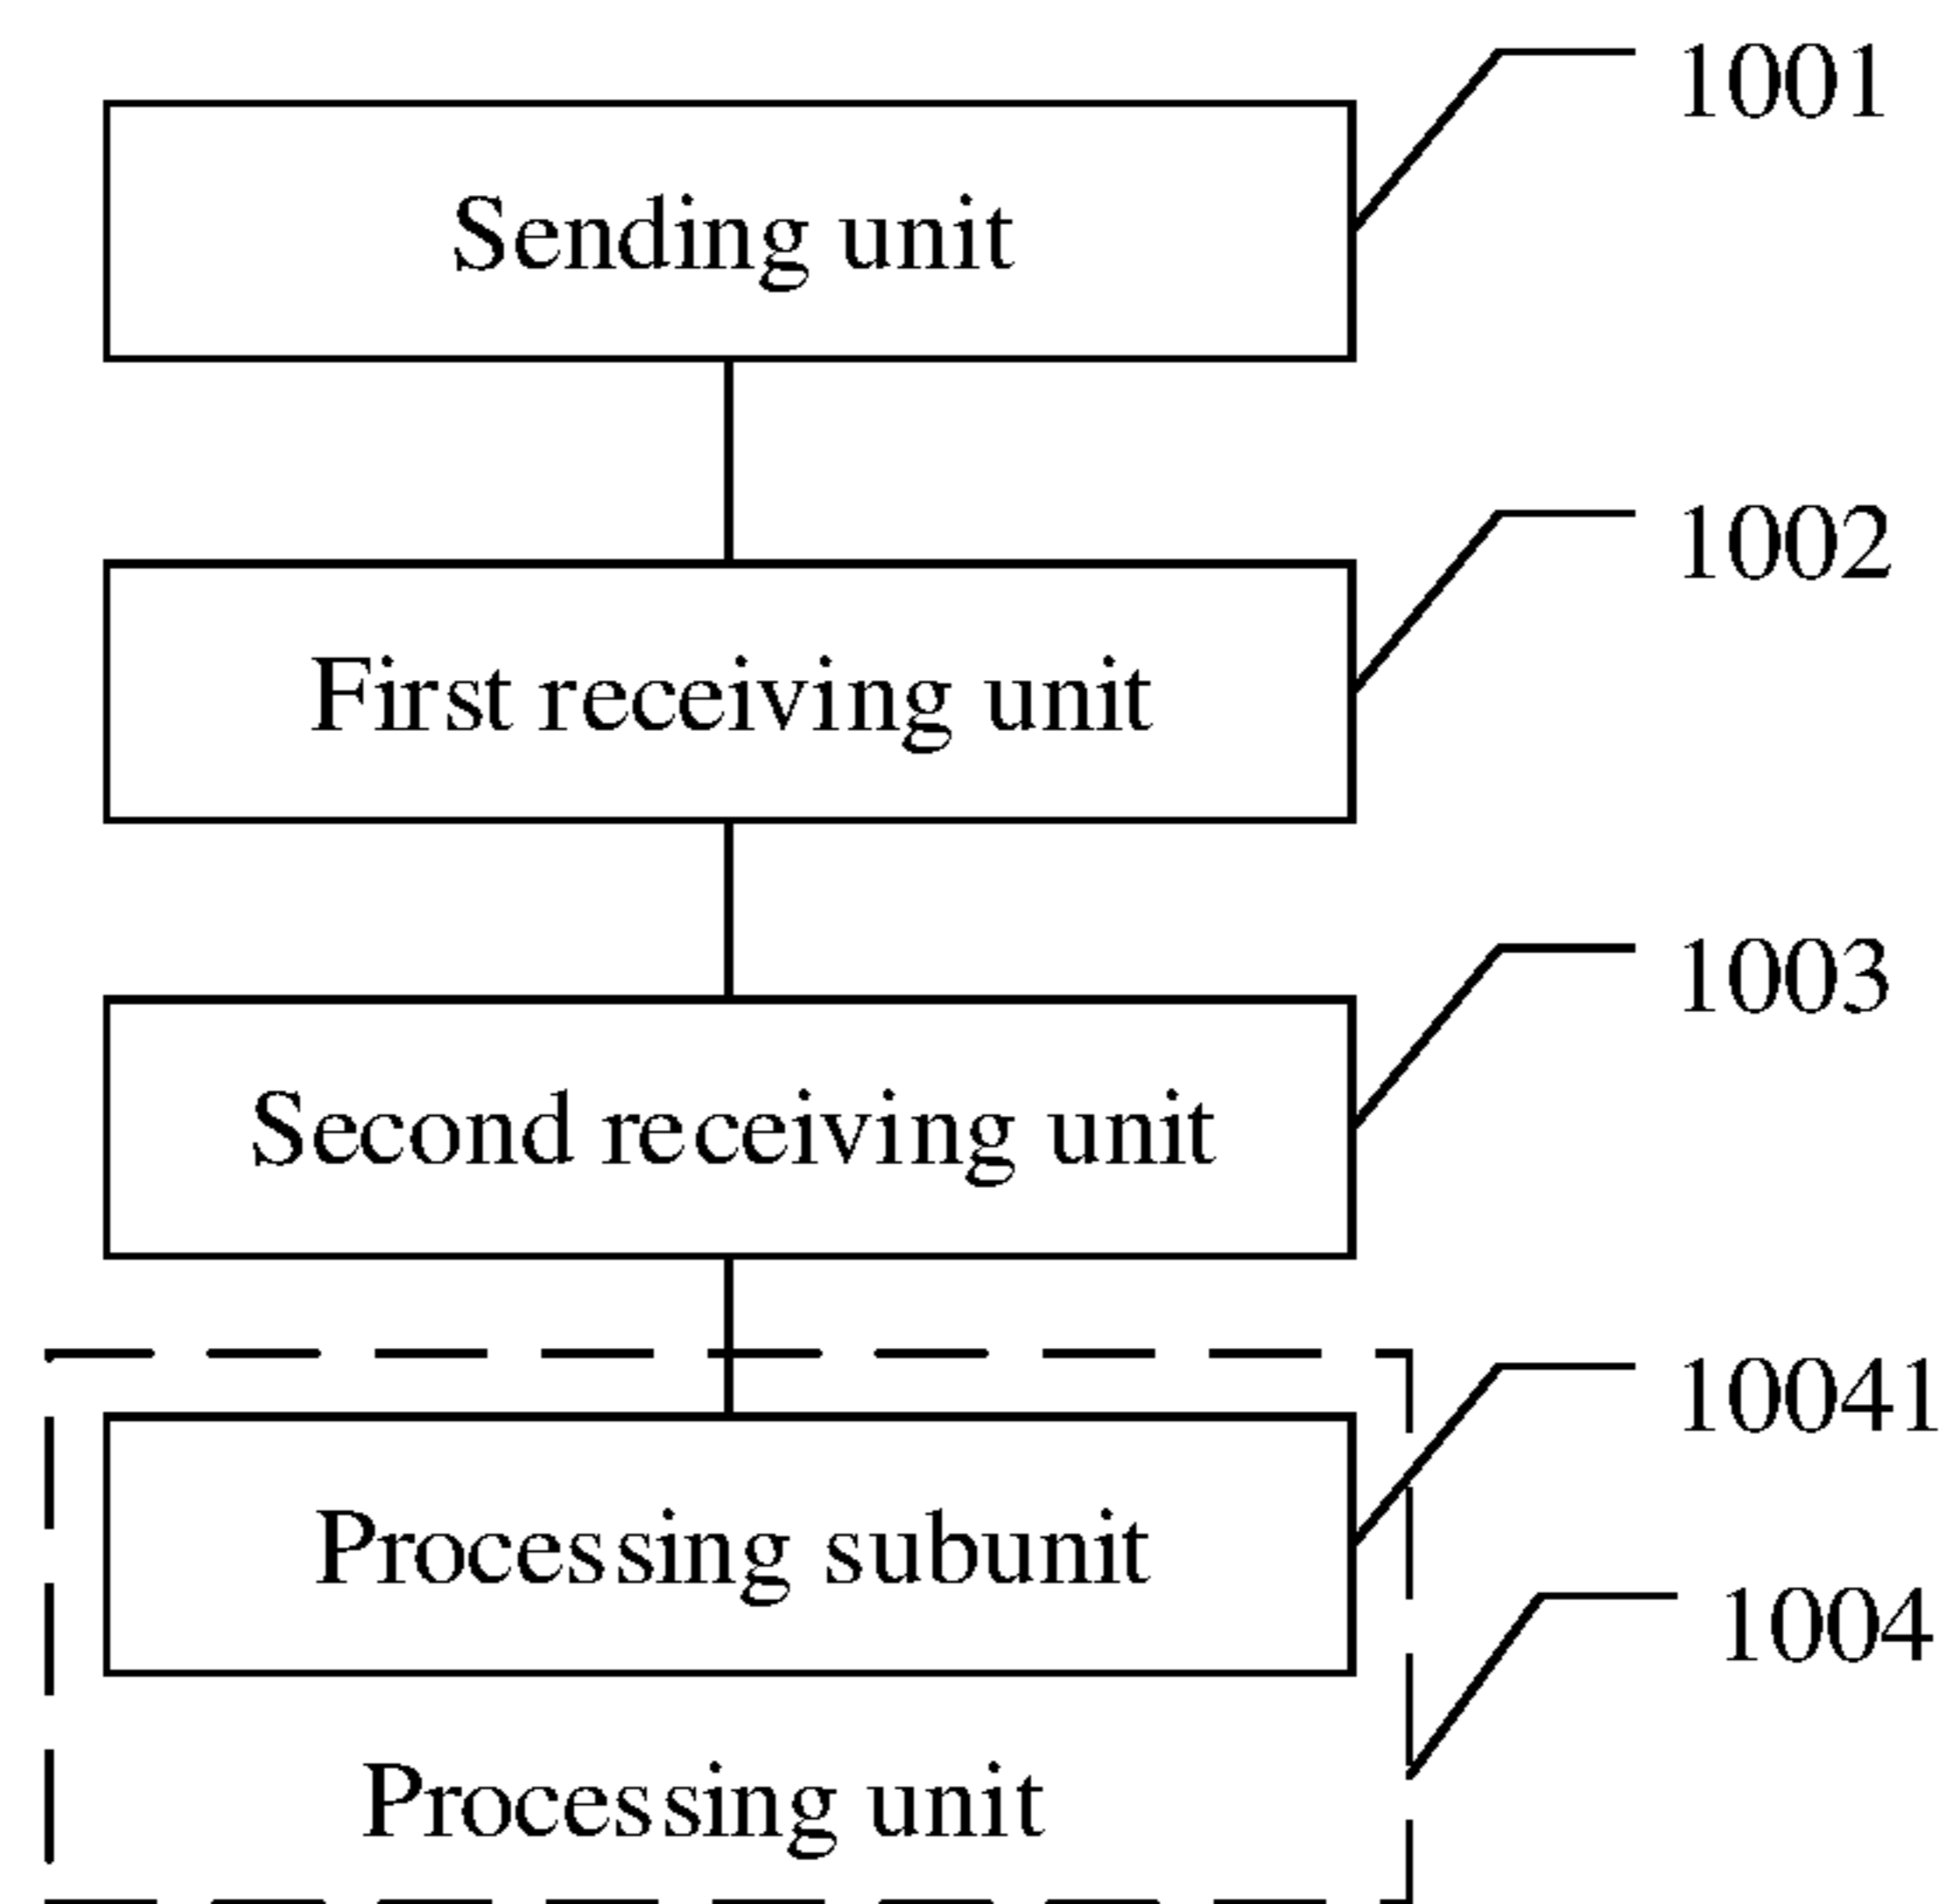 1001
Sending unit
1002
First receiving unit
1003
Second receiving unit
10041
Processing subunit
1004
Processing unit